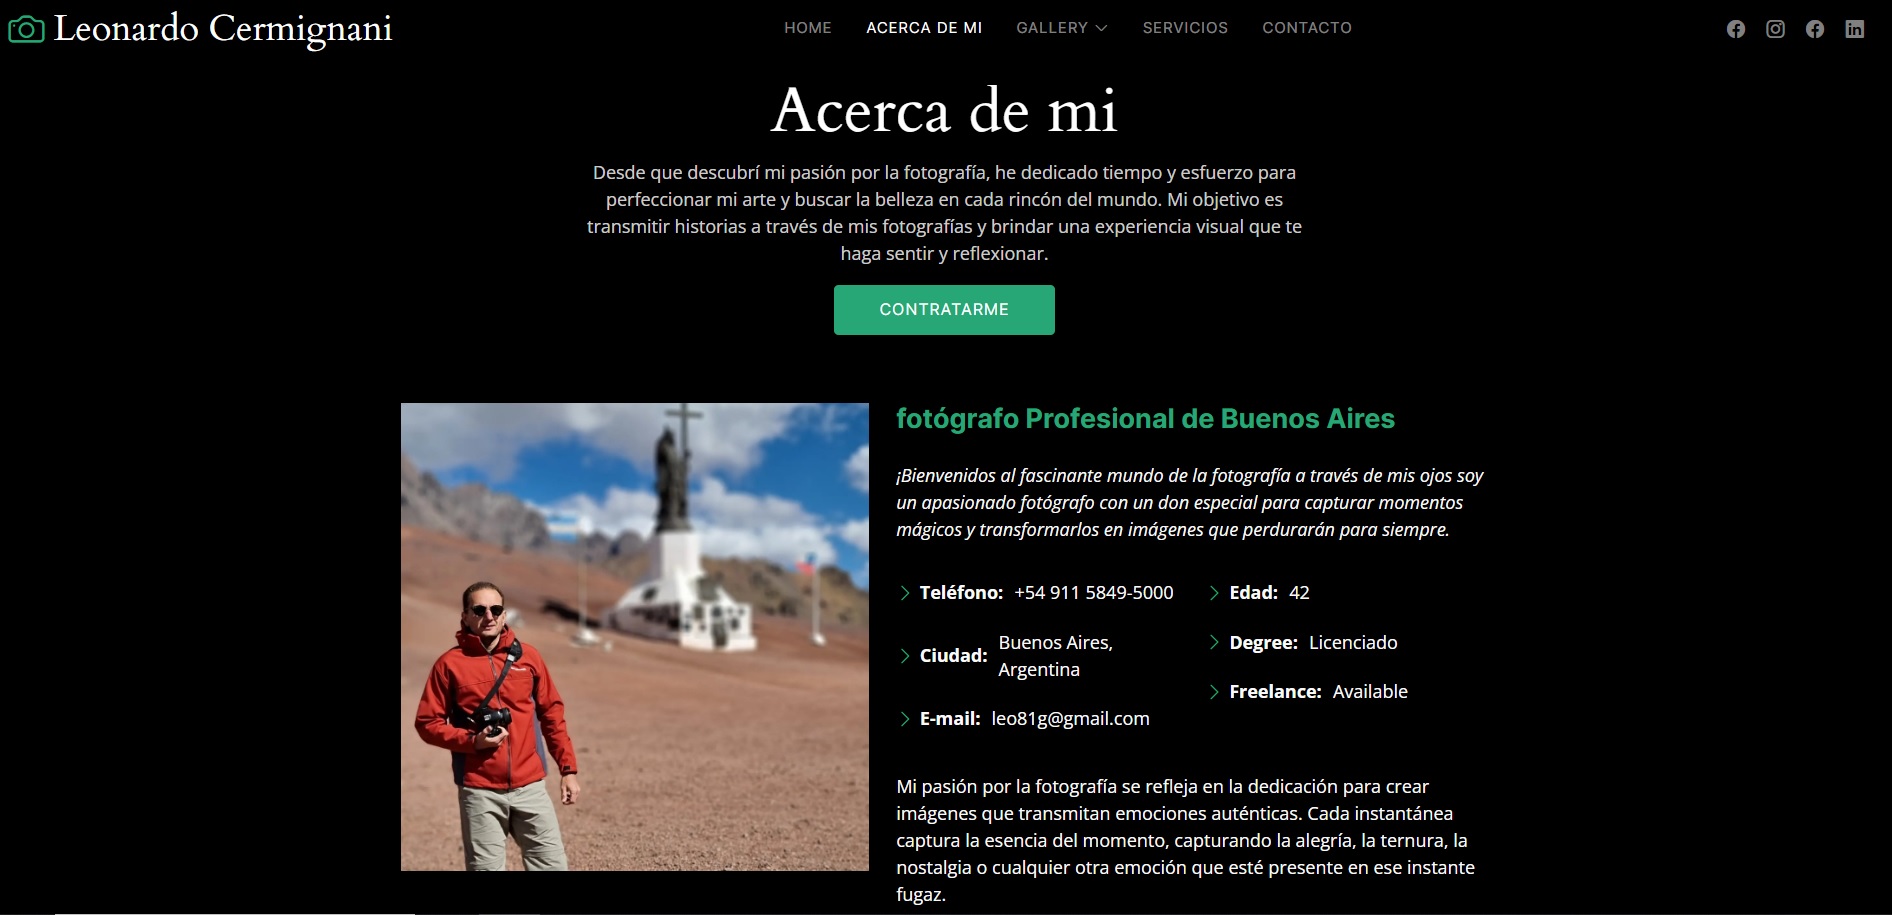 Leonardo Cermignani
HOME ACERCA DE MI GALLERY SERVICIOS CONTACTO
Acerca de mi
Desde que descubrí mi pasión por la fotografía, he dedicado tiempo y esfuerzo para
perfeccionar mi arte y buscar la belleza en cada rincón del mundo. Mi objetivo es
transmitir historias a través de mis fotografías y brindar una experiencia visual que te
haga sentir y reflexionar.
CONTRATARME
fotógrafo Profesional de Buenos Aires
¡Bienvenidos al fascinante mundo de la fotografía a través de mis ojos soy
un apasionado fotógrafo con un don especial para capturar momentos
mágicos y transformarlos en imágenes que perdurarán para siempre.
Teléfono: +54 911 5849-5000
Ciudad: Buenos Aires,
Argentina
E-mail: leo81g@gmail.com
Edad: 42
Degree: Licenciado
Freelance: Available
Mi pasión por la fotografía se refleja en la dedicación para crear
imágenes que transmitan emociones auténticas. Cada instantánea
captura la esencia del momento, capturando la alegría, la ternura, la
nostalgia o cualquier otra emoción que esté presente en ese instante
fugaz.